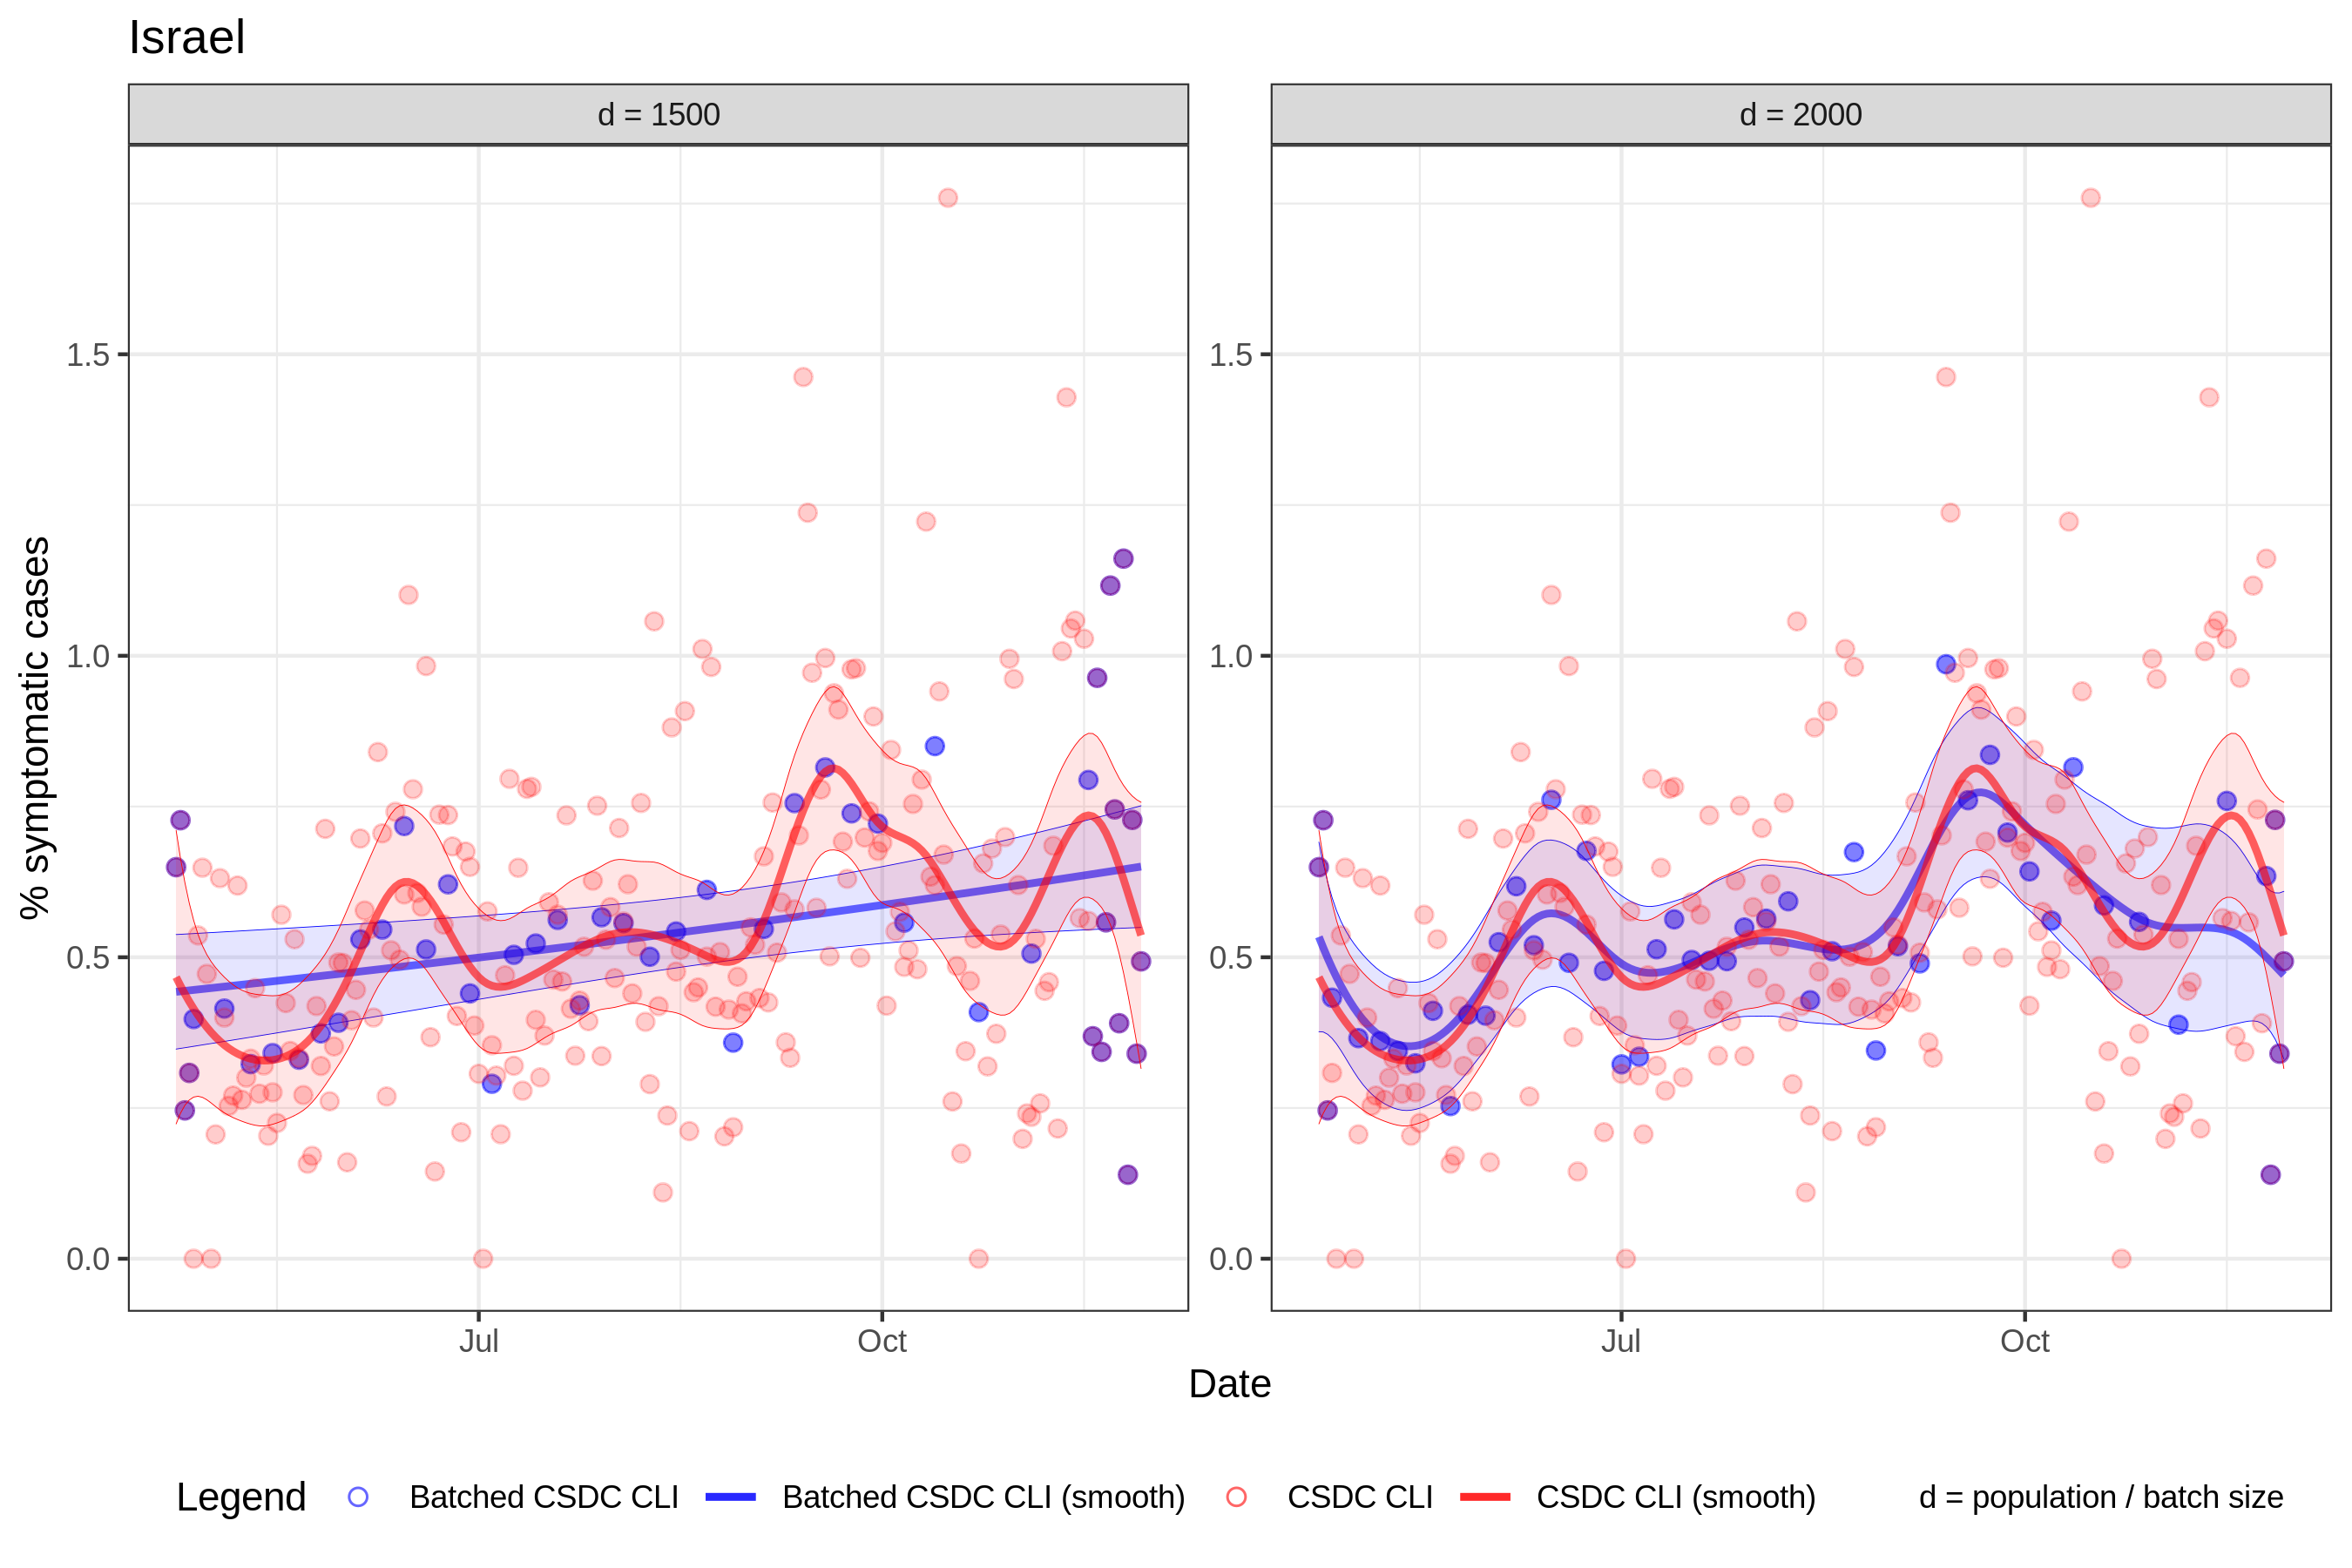 Israel
d = 1500
d = 2000
% symptomatic cases
1.5
1.0
0.5
0.0
1.5
1.0
0.5
0.0
Jul
Oct
Jul
Oct
Date
Legend
Batched CSDC CLI
Batched CSDC CLI (smooth)
CSDC CLI
CSDC CLI (smooth)
d = population / batch size